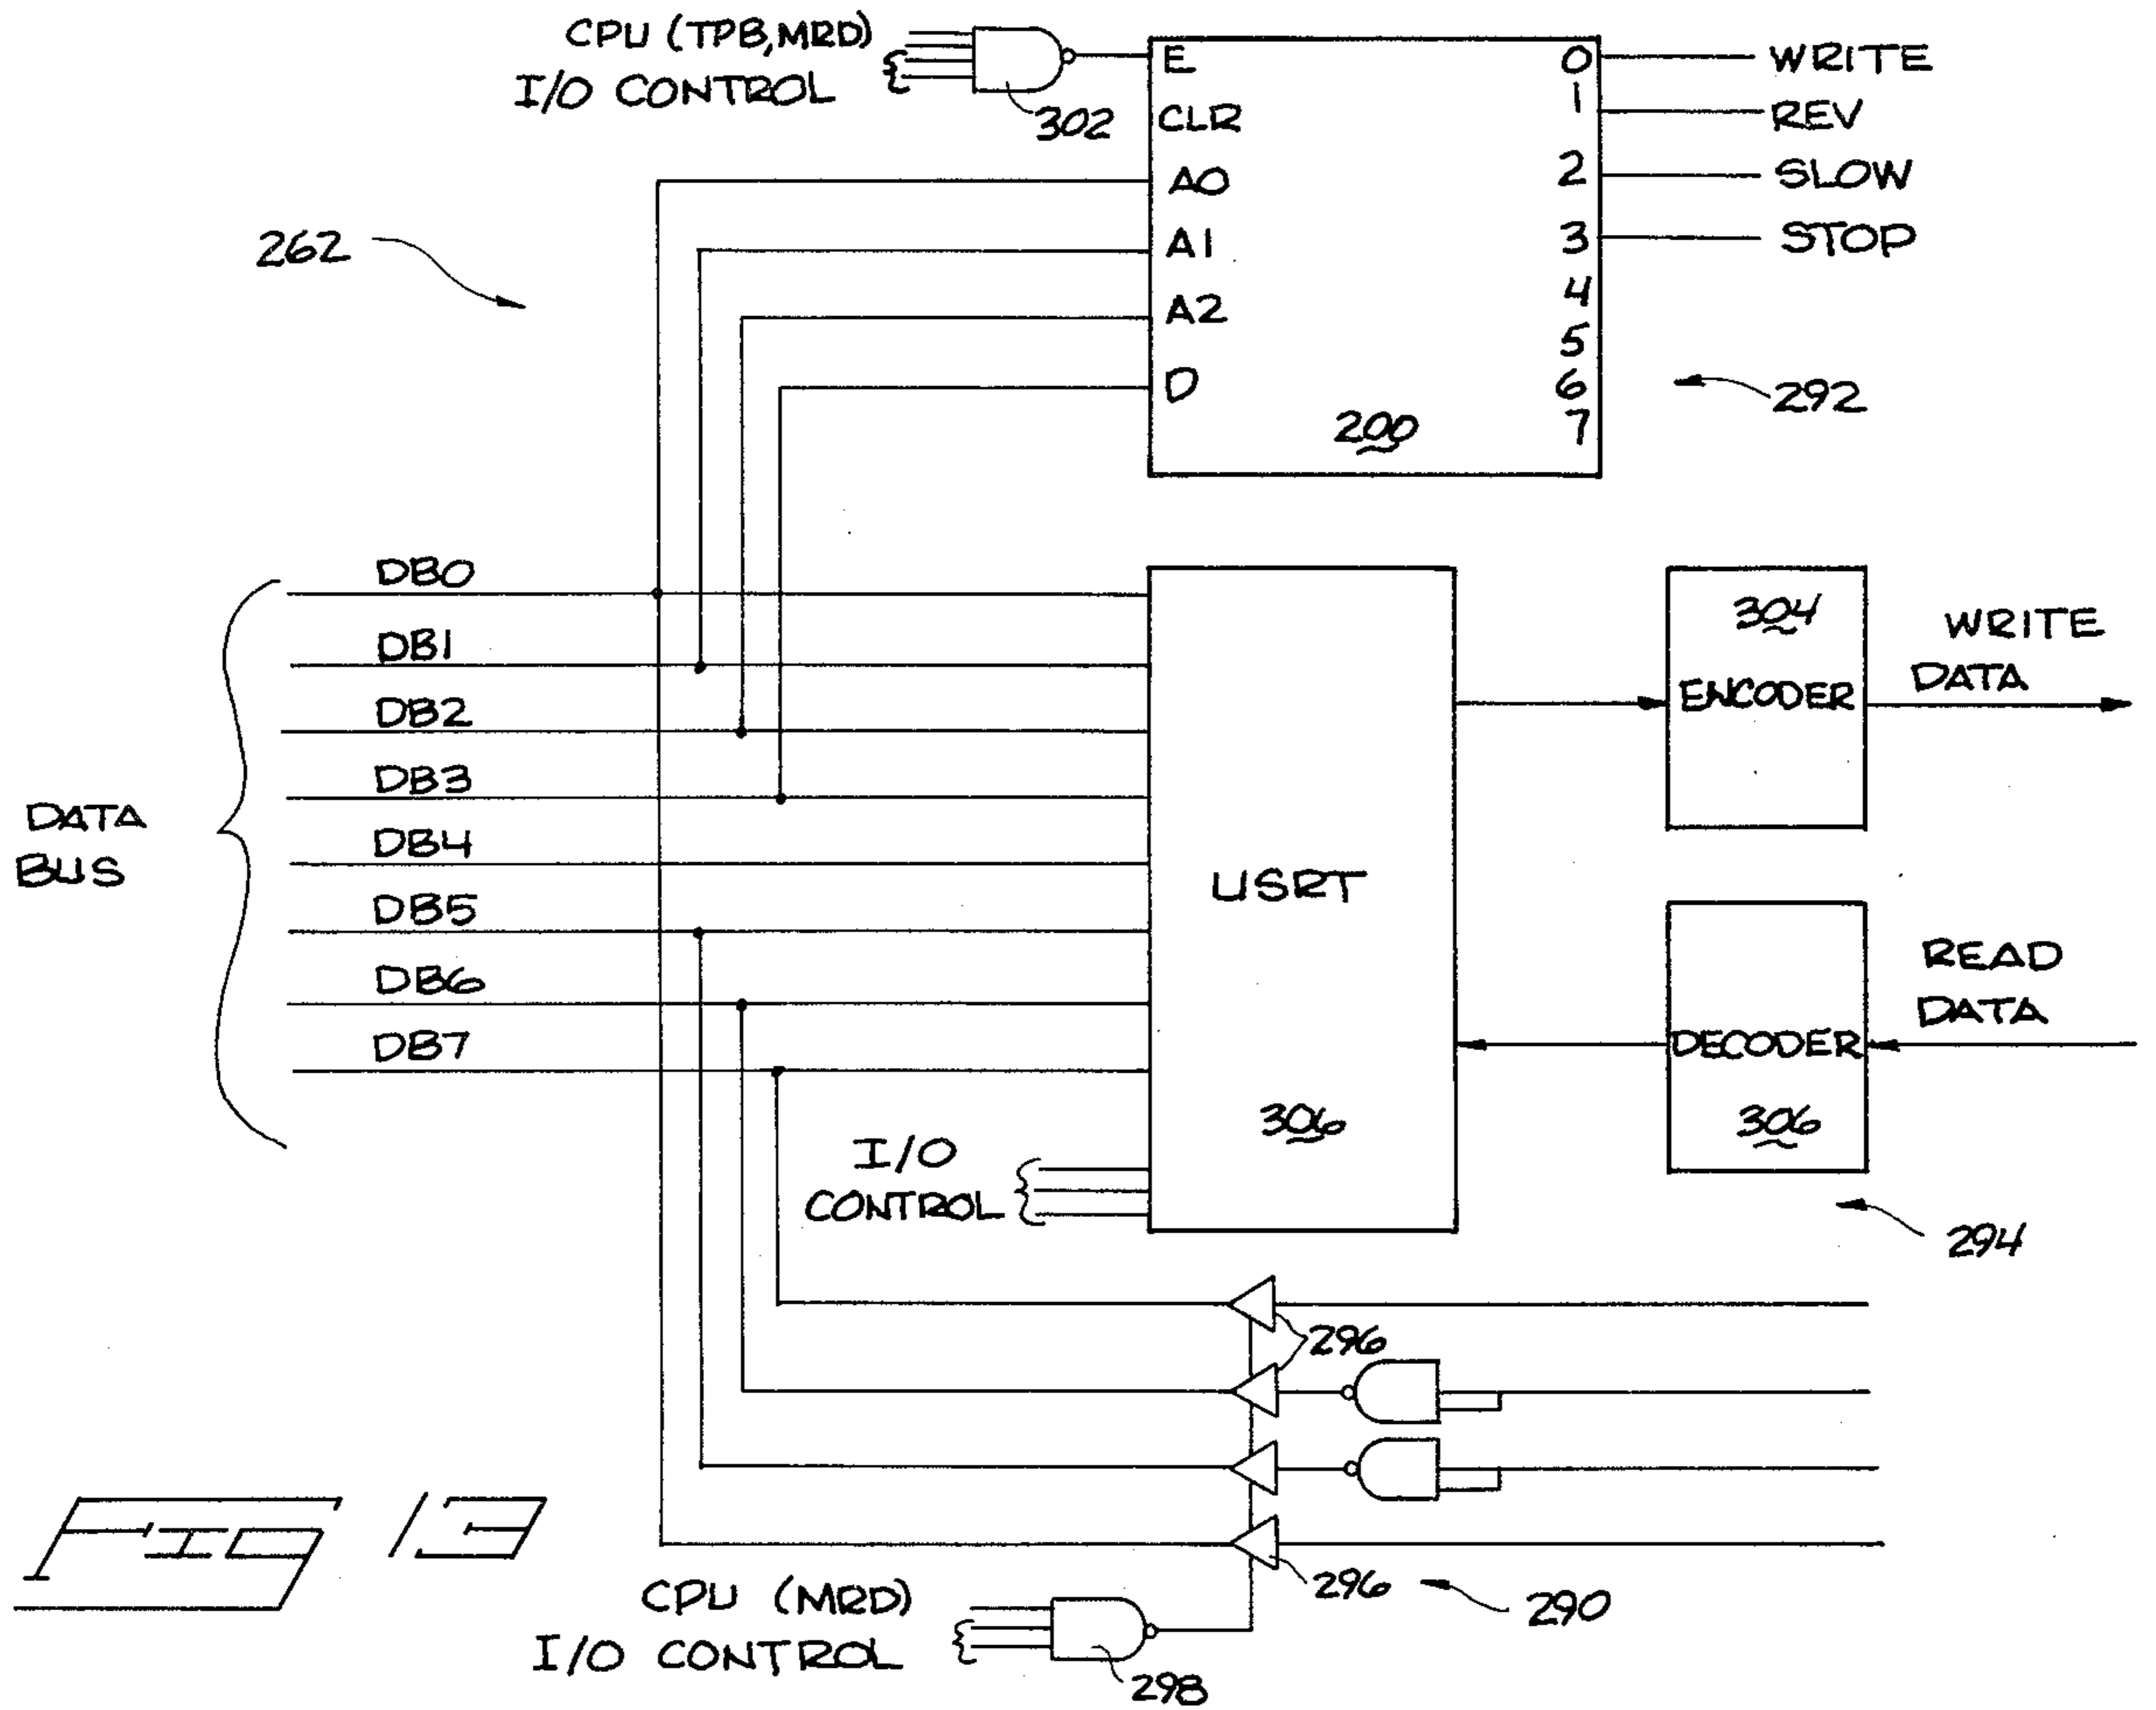 CPU (TPB,MRD)
I/O CONTROL
302
E
CLR
A0
A1
A2
D
200
0
1
2
3
4
5
6
7
WRITE
REV
SLOW
STOP
292
262
DATA
BUS
DB0
DB1
DB2
DB3
DB4
DB5
DB6
DB7
USRT
306
I/O
CONTROL
304
ENCODER
WRITE
DATA
DECODER
306
READ
DATA
294
296
296
290
CPU (MRD)
I/O CONTROL
298
FIG 13